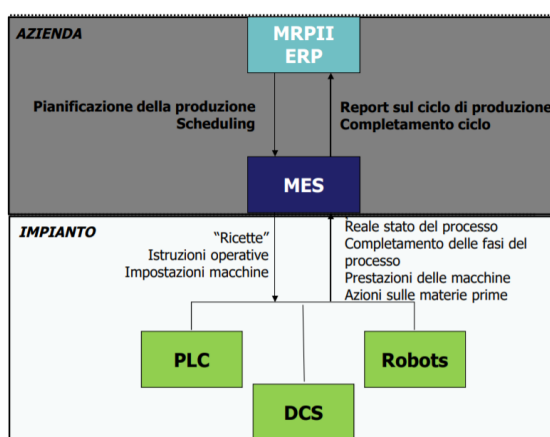 AZIENDA
MRPII
ERP
Pianificazione della produzione
Scheduling
Report sul ciclo di produzione
Completamento ciclo
MES
IMPIANTO
"Ricette"
Istruzioni operative
Impostazioni macchine
Reale stato del processo
Completamento delle fasi del
processo
Prestazioni delle macchine
Azioni sulle materie prime
PLC
Robots
DCS